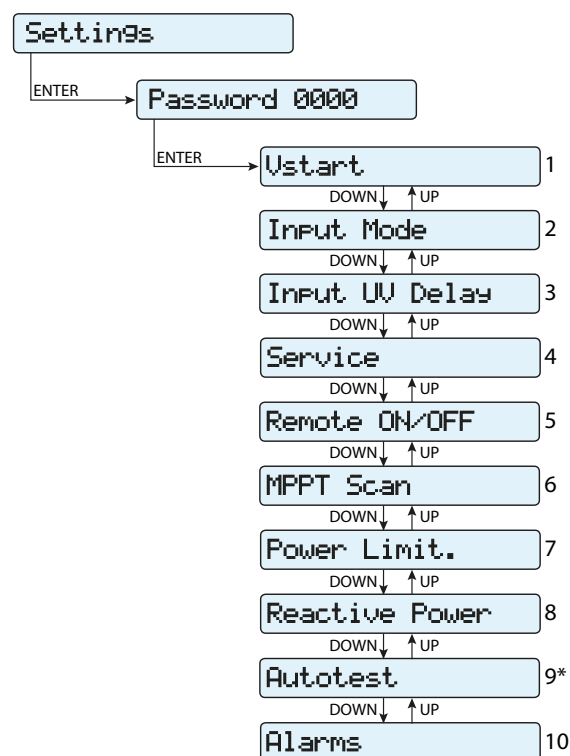 Settings
ENTER
Password 0000
ENTER
Vstart 1
DOWN UP
Input Mode 2
DOWN UP
Input UV Delay 3
DOWN UP
Service 4
DOWN UP
Remote ON/OFF 5
DOWN UP
MPPT Scan 6
DOWN UP
Power Limit. 7
DOWN UP
Reactive Power 8
DOWN UP
Autotest 9*
DOWN UP
Alarms 10